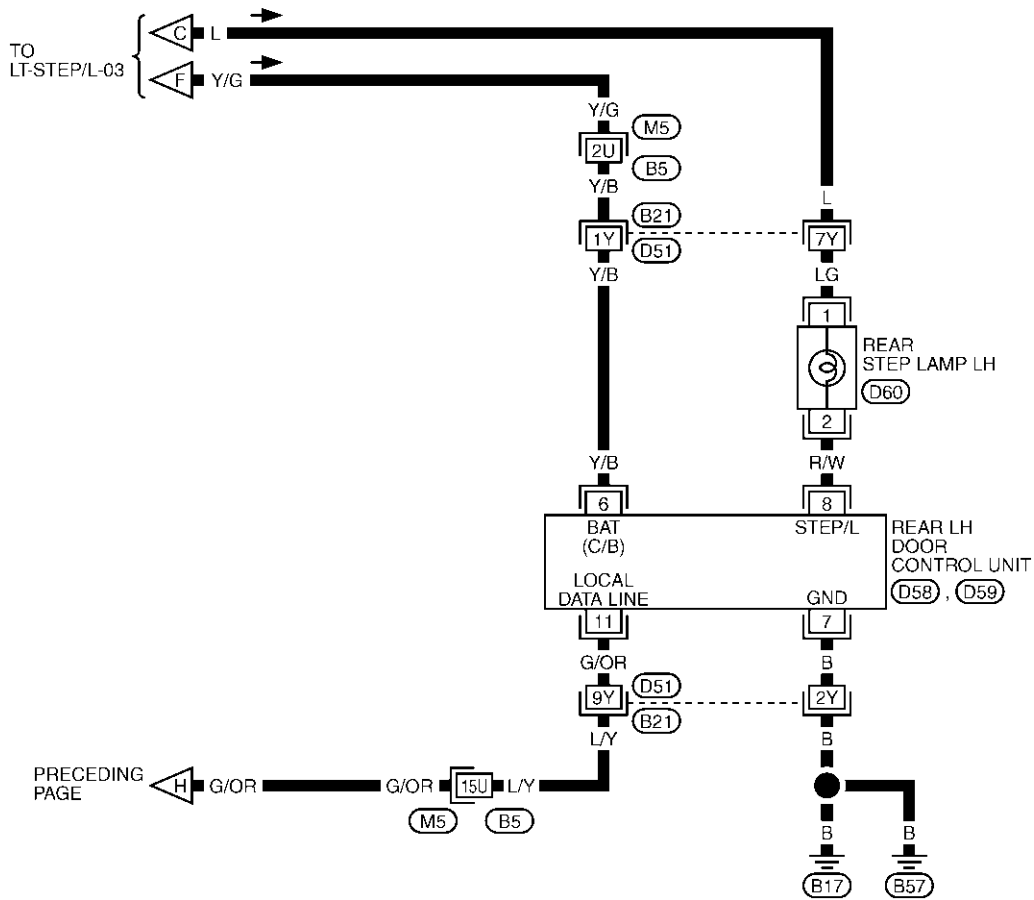 TO
LT-STEP/L-03
C L
F Y/G
Y/G
M5
2U
B5
Y/B
L
B21
1Y
7Y
D51
Y/B
LG
1
REAR
STEP LAMP LH
D60
2
Y/B
R/W
6
8
BAT
(C/B)
STEP/L
REAR LH
DOOR
CONTROL UNIT
D58 , D59
LOCAL
DATA LINE
GND
11
7
G/OR
B
9Y
D51
2Y
B21
L/Y
B
PRECEDING
PAGE
H G/OR
G/OR 15U L/Y
M5 B5
B
B
B17
B57